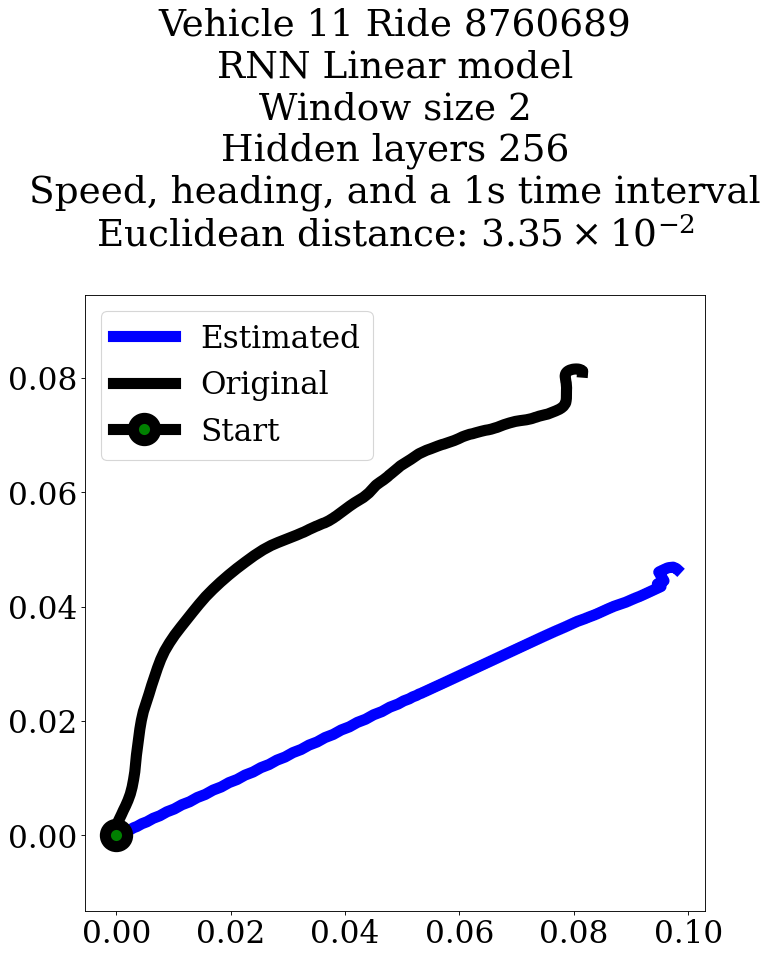 Vehicle 11 Ride 8760689
RNN Linear model
Window size 2
Hidden layers 256
Speed, heading, and a 1s time interval
Euclidean distance: 3.35 × 10⁻²
Estimated
Original
Start
0.08
0.06
0.04
0.02
0.00
0.00 0.02 0.04 0.06 0.08 0.10